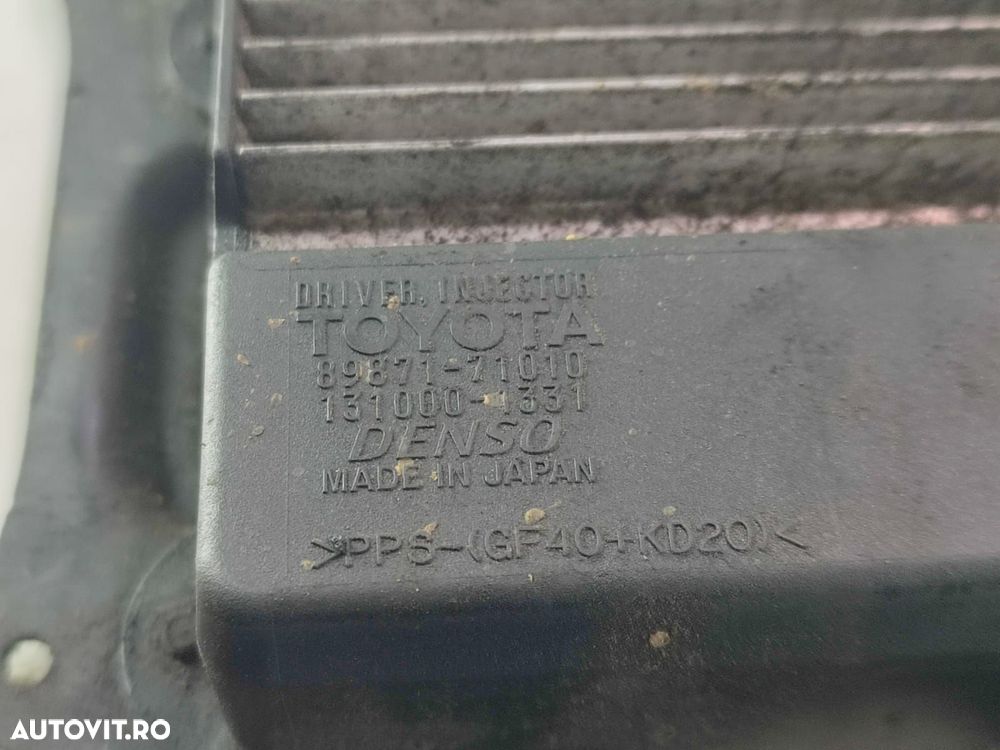 DRIVER, INJECTOR
TOYOTA
89871-71010
131000-1331
DENSO
MADE IN JAPAN
>PPS-(GF40+KD20)<
AUTOVIT.RO